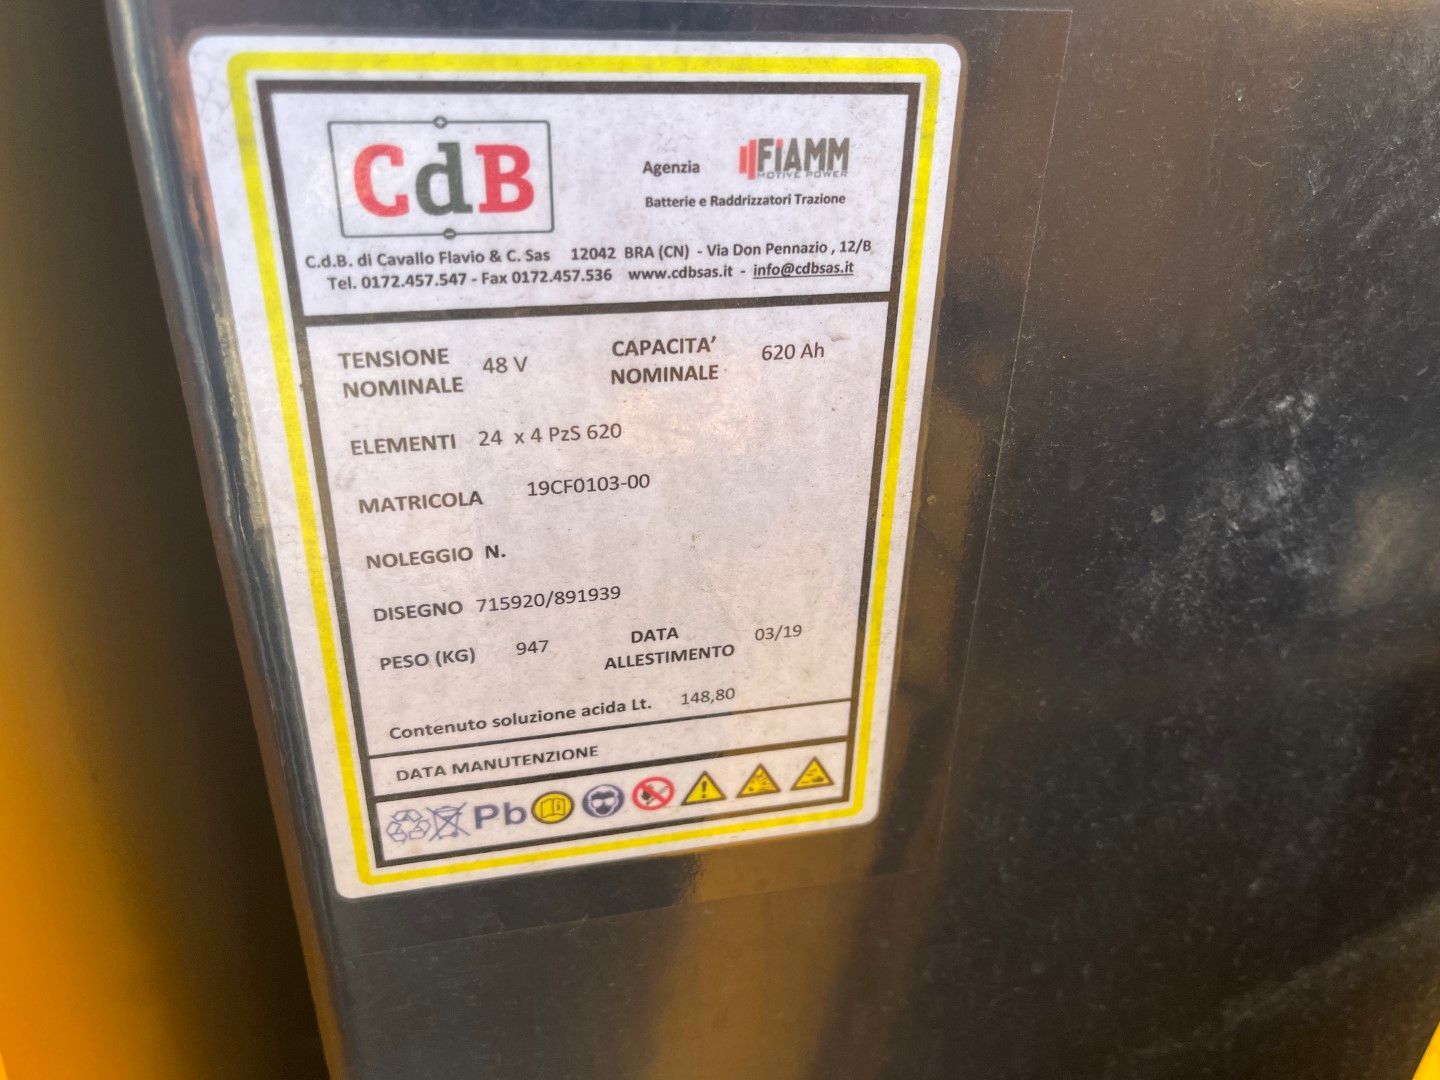 CdB
Agenzia FIAMM
MOTIVE POWER
Batterie e Raddrizzatori Trazione
C.d.B. di Cavallo Flavio & C. Sas 12042 BRA (CN) - Via Don Pennazio , 12/B
Tel. 0172.457.547 - Fax 0172.457.536 www.cdbsas.it - info@cdbsas.it
TENSIONE NOMINALE 48 V CAPACITA’ NOMINALE 620 Ah
ELEMENTI 24 x 4 PzS 620
MATRICOLA 19CF0103-00
NOLEGGIO N.
DISEGNO 715920/891939
PESO (KG) 947 DATA ALLESTIMENTO 03/19
Contenuto soluzione acida Lt. 148,80
DATA MANUTENZIONE
Pb